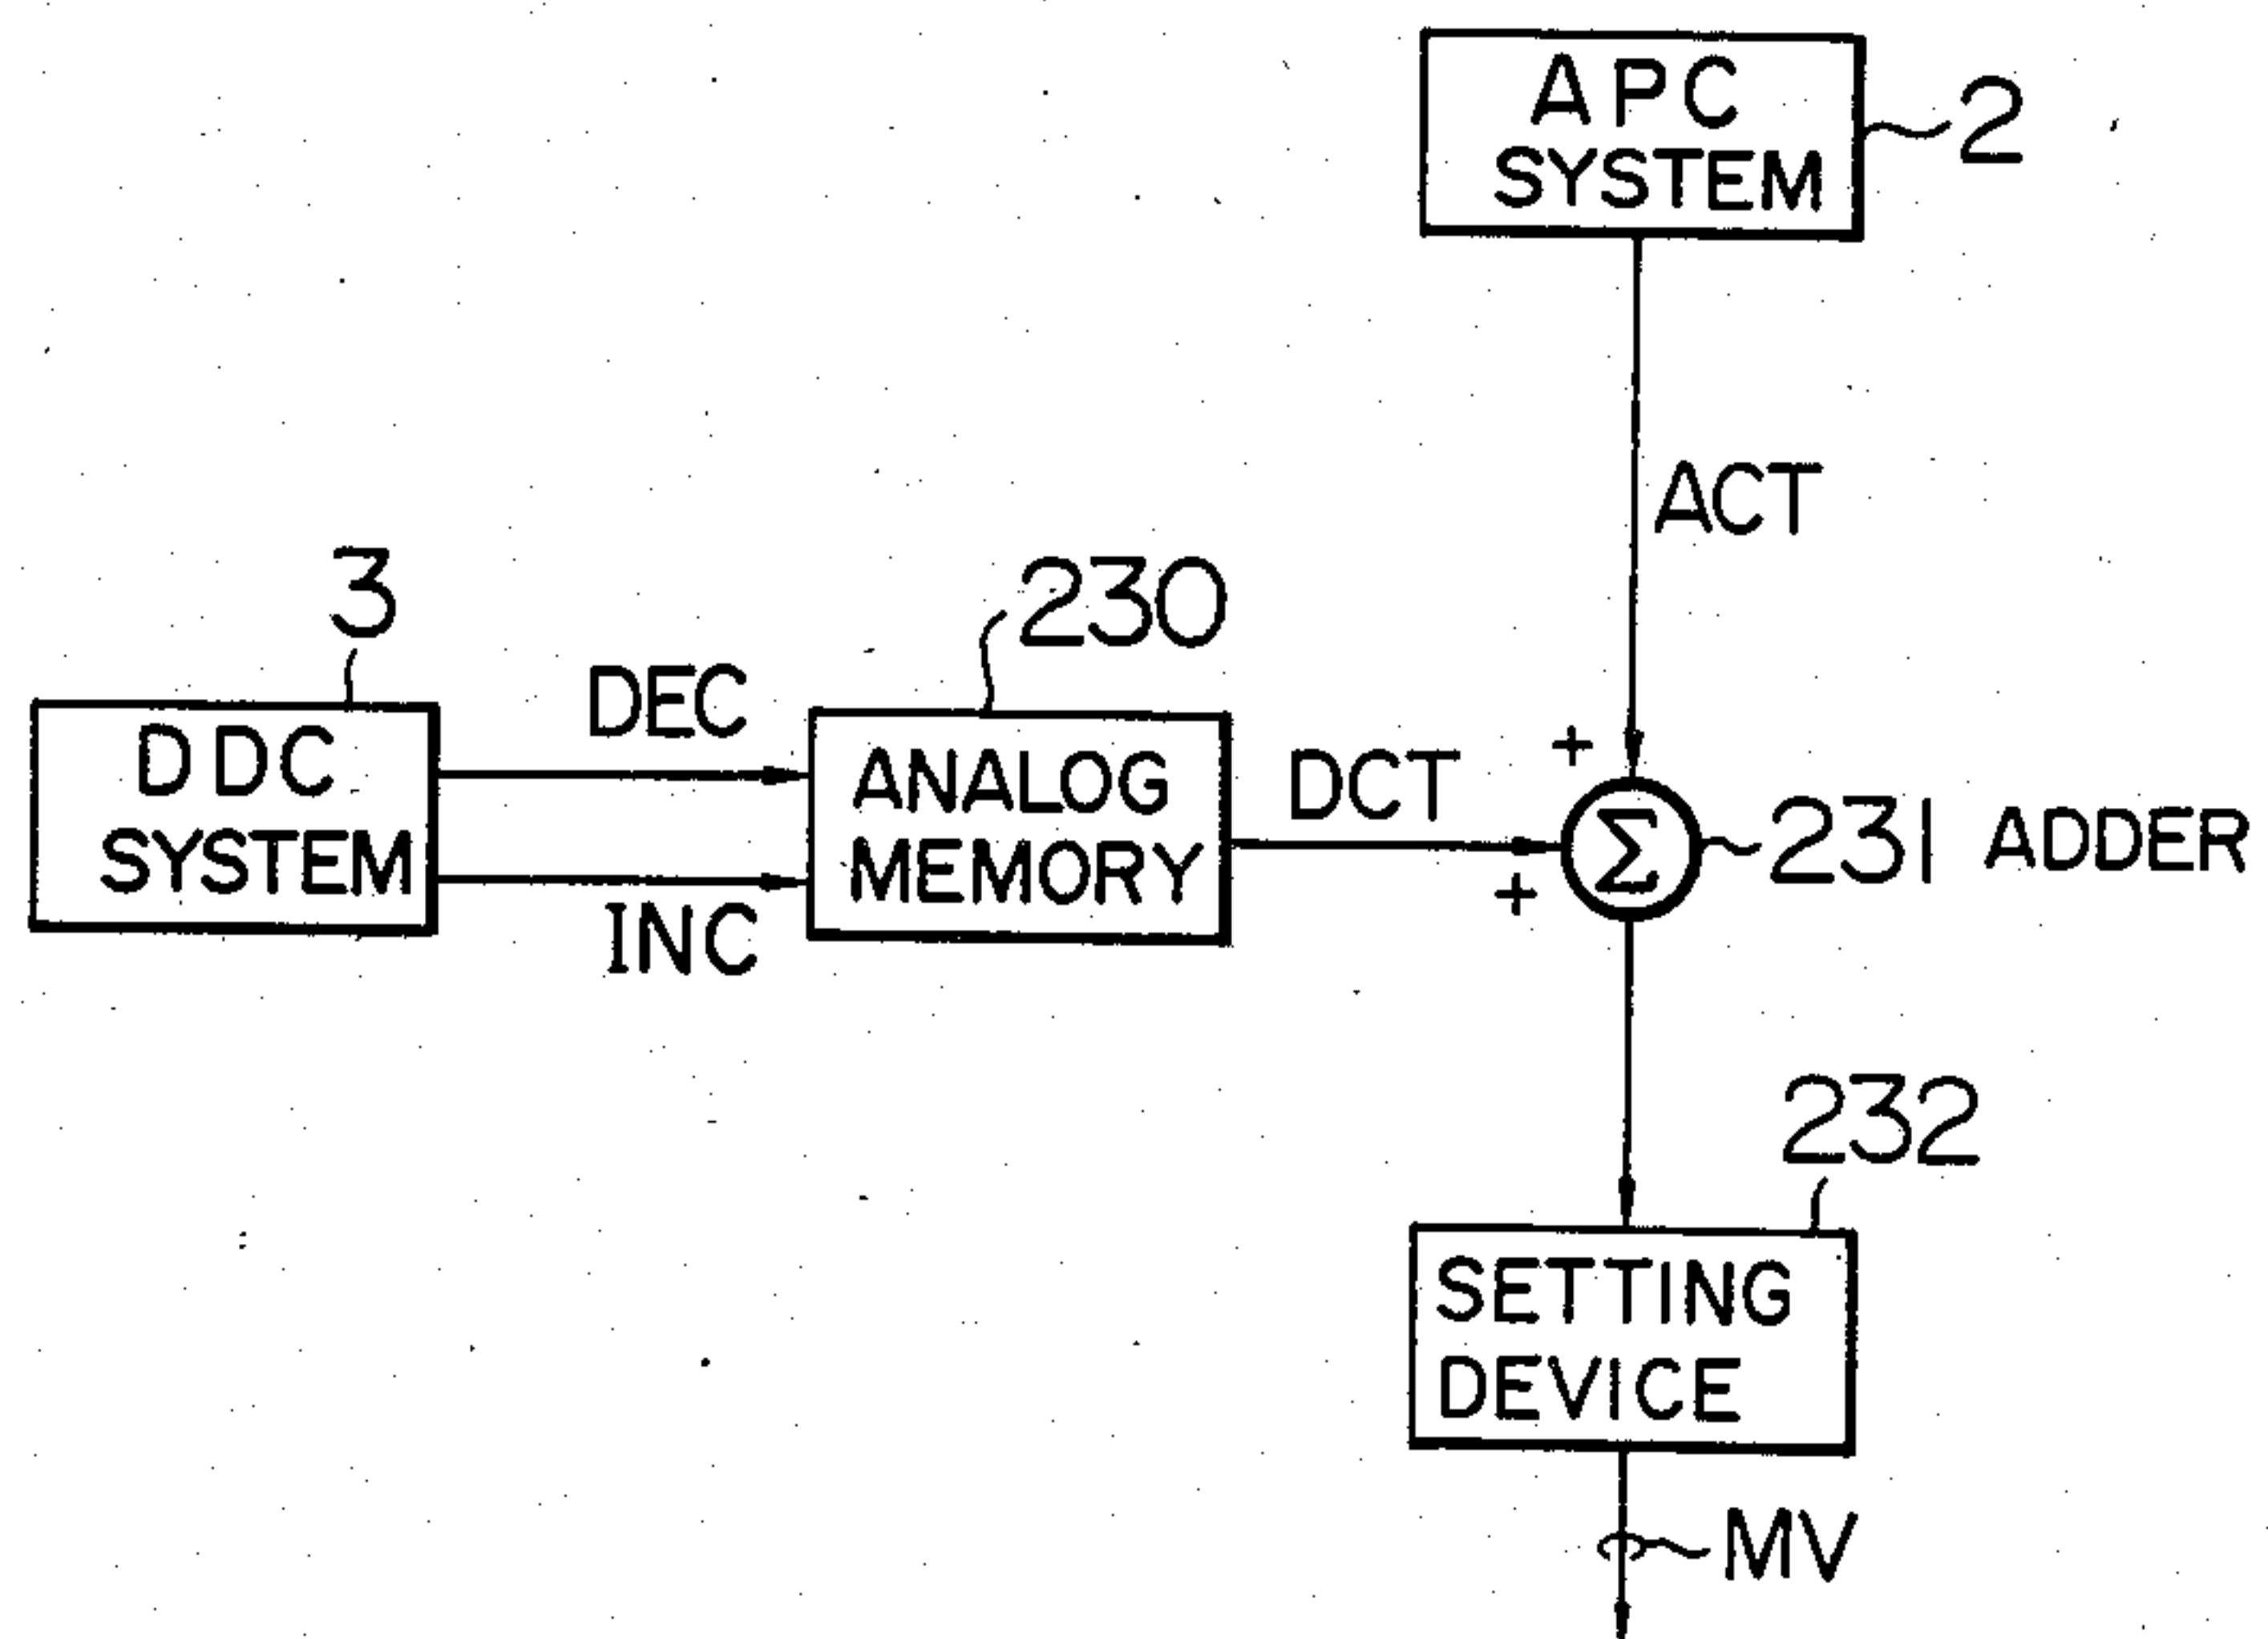 APC
SYSTEM
2
ACT
3
230
DEC
DDC
SYSTEM
ANALOG
MEMORY
DCT
+
Σ
231 ADDER
+
INC
232
SETTING
DEVICE
MV